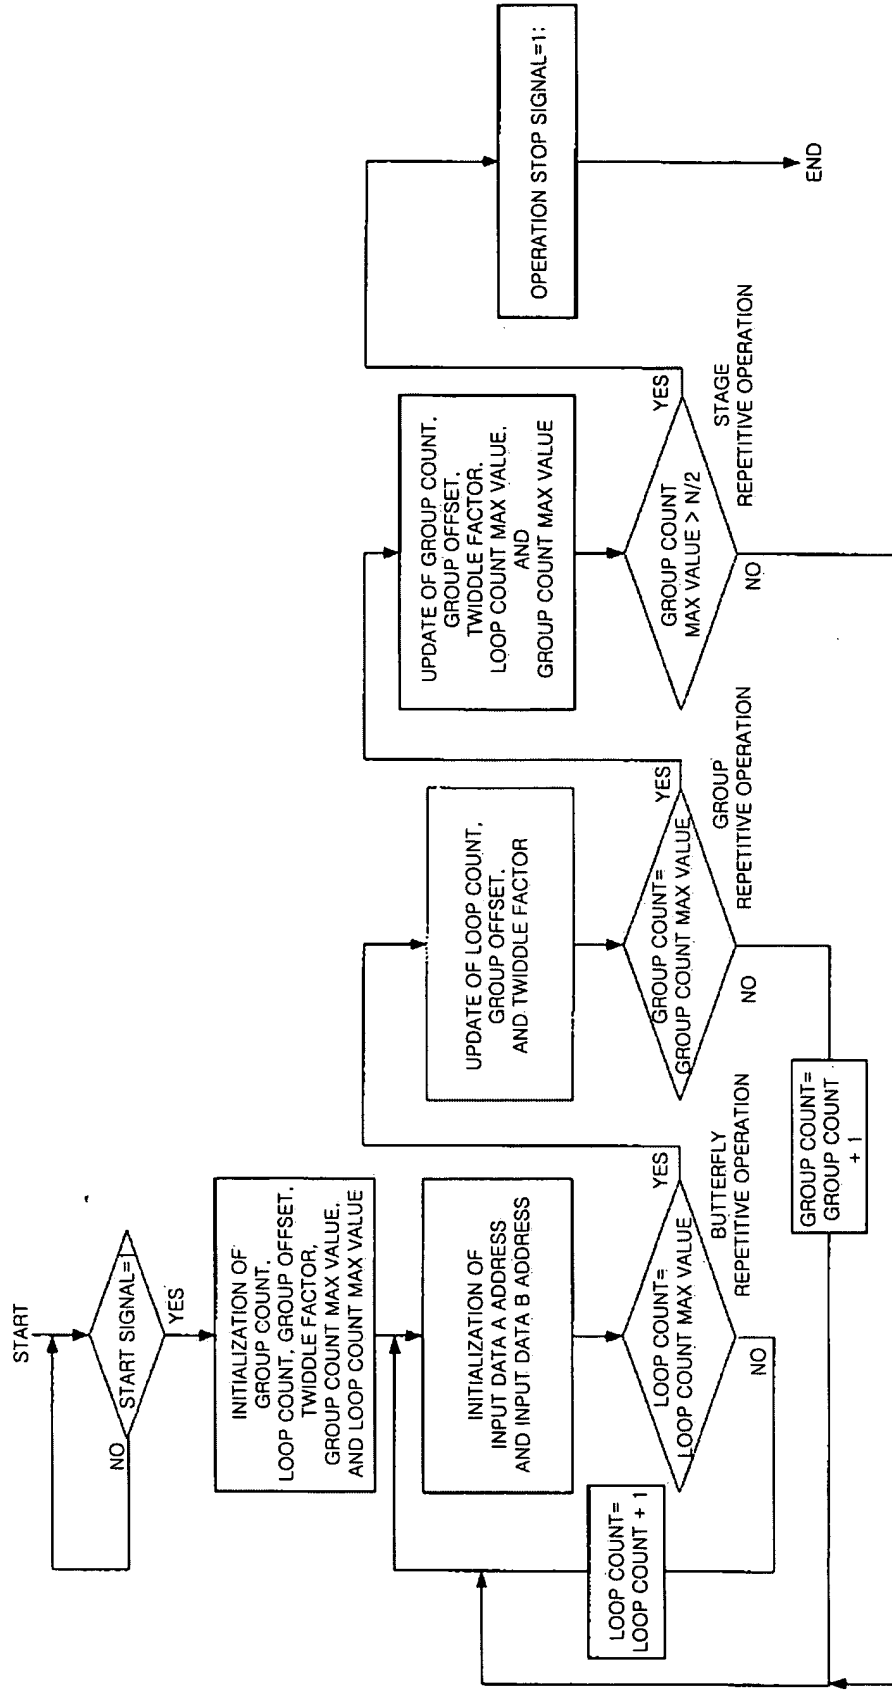 START
START SIGNAL=1
NO
YES
INITIALIZATION OF
GROUP COUNT,
LOOP COUNT, GROUP OFFSET,
TWIDDLE FACTOR,
GROUP COUNT MAX VALUE,
AND LOOP COUNT MAX VALUE
INITIALIZATION OF
INPUT DATA A ADDRESS
AND INPUT DATA B ADDRESS
LOOP COUNT=
LOOP COUNT MAX VALUE
YES
NO
BUTTERFLY
REPETITIVE OPERATION
LOOP COUNT=
LOOP COUNT + 1
UPDATE OF LOOP COUNT,
GROUP OFFSET,
AND TWIDDLE FACTOR
GROUP COUNT=
GROUP COUNT MAX VALUE
YES
NO
GROUP
REPETITIVE OPERATION
GROUP COUNT=
GROUP COUNT
+ 1
UPDATE OF GROUP COUNT,
GROUP OFFSET,
TWIDDLE FACTOR,
LOOP COUNT MAX VALUE,
AND
GROUP COUNT MAX VALUE
GROUP COUNT
MAX VALUE > N/2
YES
NO
STAGE
REPETITIVE OPERATION
OPERATION STOP SIGNAL=1;
END